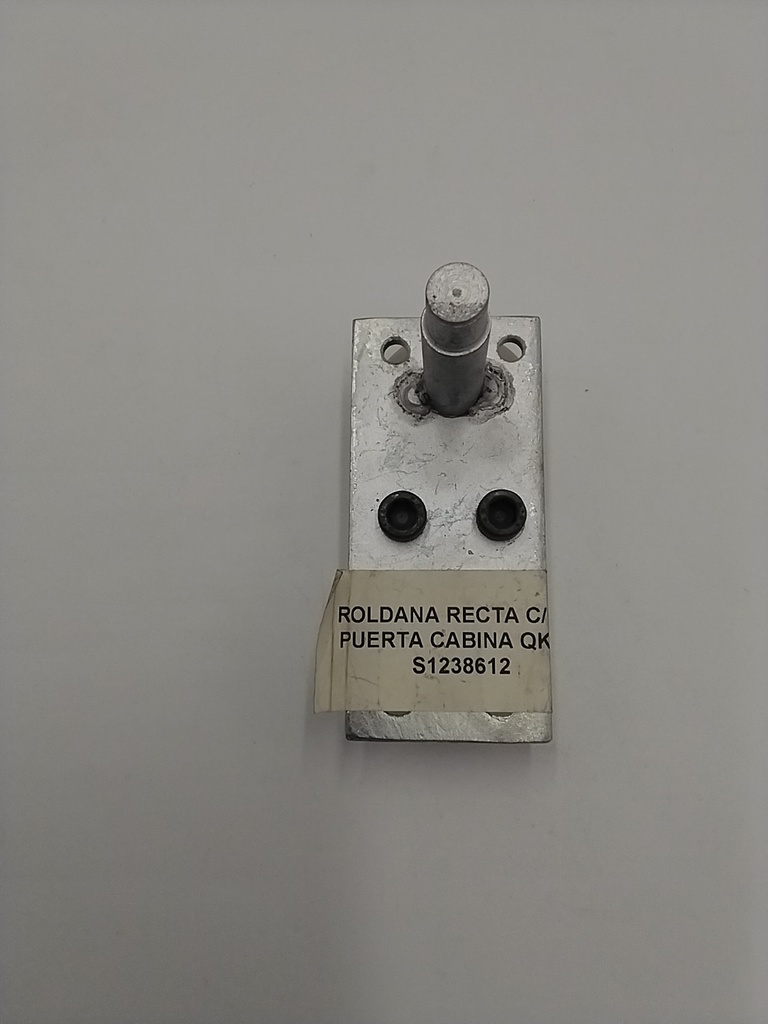 ROLDANA RECTA C/
PUERTA CABINA QK
S1238612